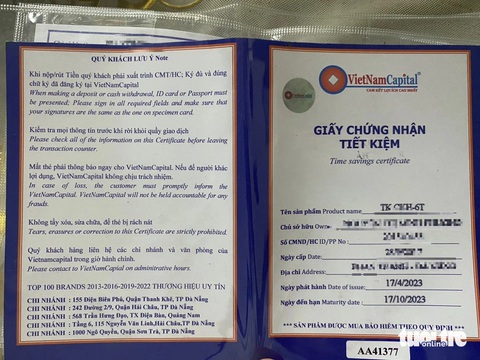 QUÝ KHÁCH LƯU Ý Note
Khi nộp/rút Tiền quý khách phải xuất trình CMT/HC; Ký đủ và đúng
chữ ký đã đăng ký tại VietNamCapital
When making a deposit or cash withdrawal, ID card or Passport must
be presented; Please sign in all required fields and make sure that
your signatures are the same as the one on specimen card.
Kiểm tra mọi thông tin trước khi rời khỏi quầy giao dịch
Please check all of the information on this Certificate before leaving
the transaction counter.
Mất thẻ phải thông báo ngay cho VietNamCapital. Nếu để người khác
lợi dụng, VietNamCapital không chịu trách nhiệm.
In case of loss, the customer must promptly inform the
VietNamCapital. VietNamCapital will not be held accountable for any
frauds.
Không tẩy xóa, sửa chữa, để thẻ bị rách nát
Tears, erasures or correction to this Certificate are strictly prohibited.
Quý khách hàng liên hệ các chi nhánh và văn phòng của
Vietnamcapital trong giờ hành chính.
Please contact to VietNamCapial on adminitrative hours.
TOP 100 BRANDS 2013-2016-2019-2022 THƯƠNG HIỆU UY TÍN
CHI NHÁNH : 155 Điện Biên Phủ, Quận Thanh Khê, TP Đà Nẵng
CHI NHÁNH : 242 Đường 2/9, Quận Hải Châu, TP Đà Nẵng
CHI NHÁNH : 568 Trần Hưng Đạo, TX Điện Bàn, Quảng Nam
CHI NHÁNH : Tầng 6, 115 Nguyễn Văn Linh, Hải Châu,TP Đà Nẵng
CHI NHÁNH : 1000 Ngô Quyền, Quận Sơn Trà, TP Đà Nẵng
VietNamCapital
CAM KẾT LỢI ÍCH CAO NHẤT
GIẤY CHỨNG NHẬN
TIẾT KIỆM
Time savings certificate
Tên sản phẩm Product name TK CKH-6T
Chủ sở hữu Owner
Số CMND/HC ID/PP No
Ngày cấp Date
Địa chỉ Address
Ngày phát hành Date of issue 17/4/2023
Ngày đến hạn Maturity date 17/10/2023
*** SẢN PHẨM ĐƯỢC MUA BẢO HIỂM THEO QUY ĐỊNH ***
AA41377
tuổi trẻ
tuổi trẻ
online